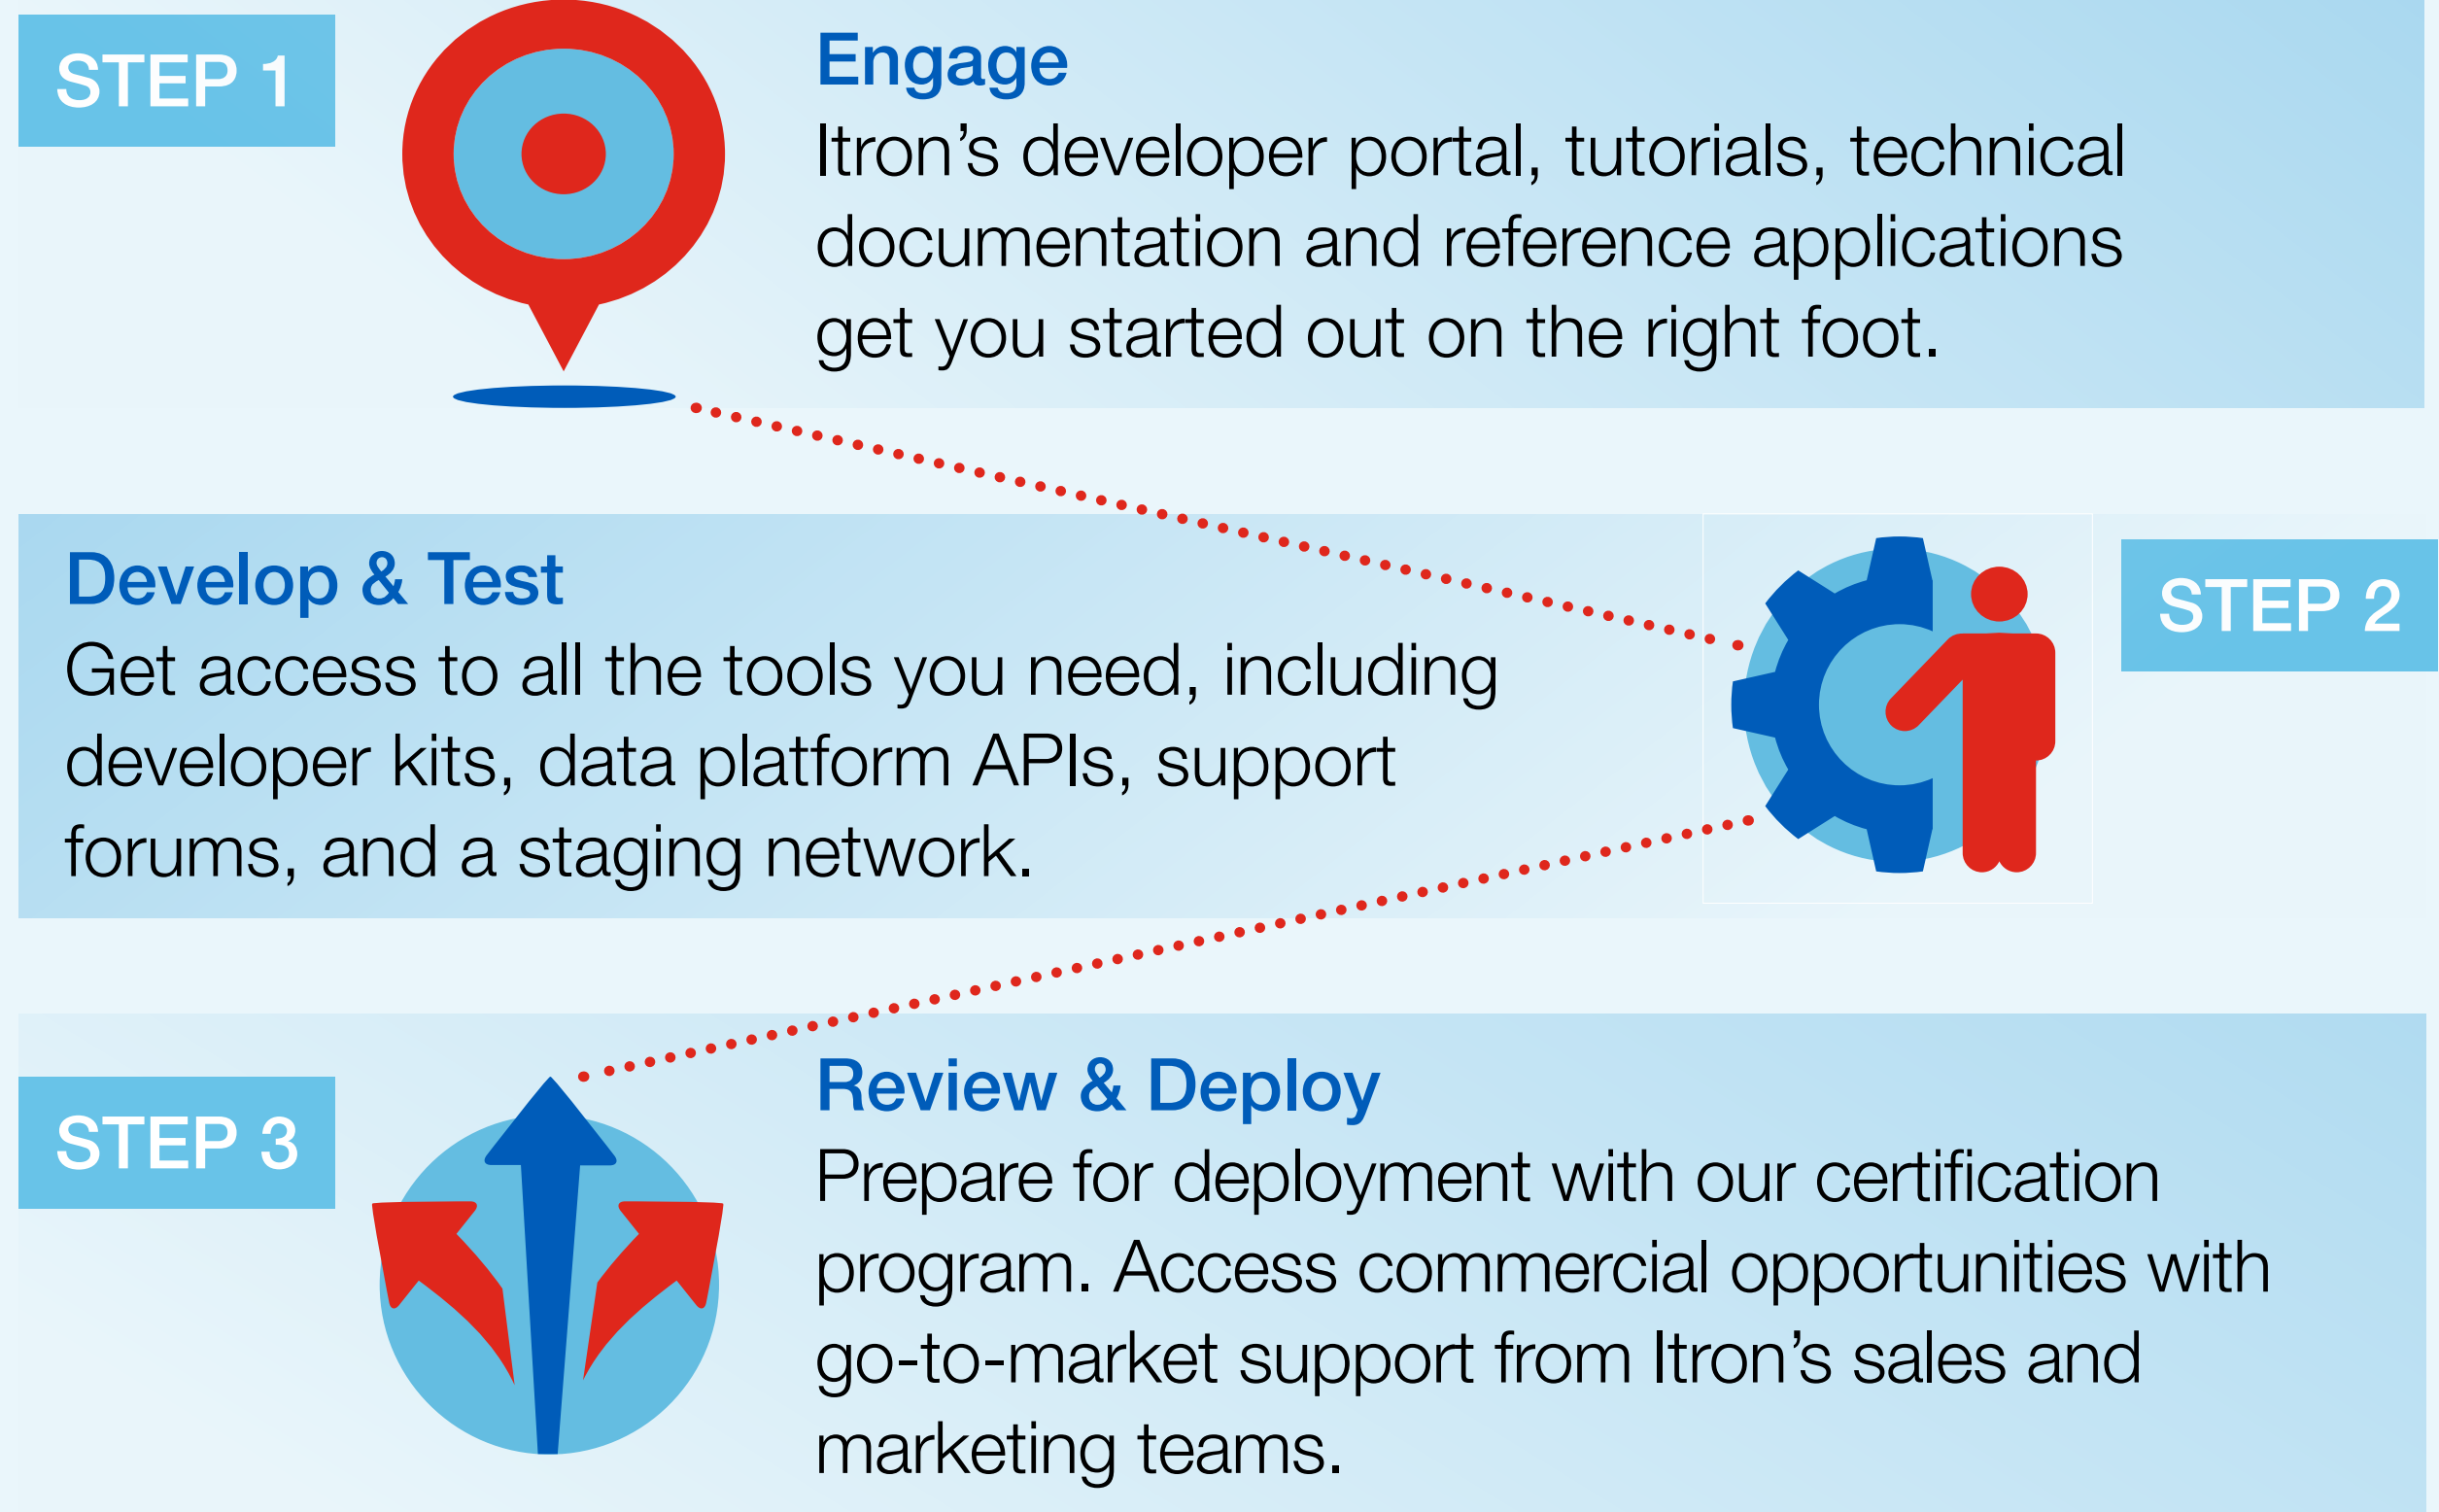 STEP 1
Engage
Itron’s developer portal, tutorials, technical
documentation and reference applications
get you started out on the right foot.
Develop & Test
Get access to all the tools you need, including
developer kits, data platform APIs, support
forums, and a staging network.
STEP 2
STEP 3
Review & Deploy
Prepare for deployment with our certification
program. Access commercial opportunities with
go-to-market support from Itron’s sales and
marketing teams.